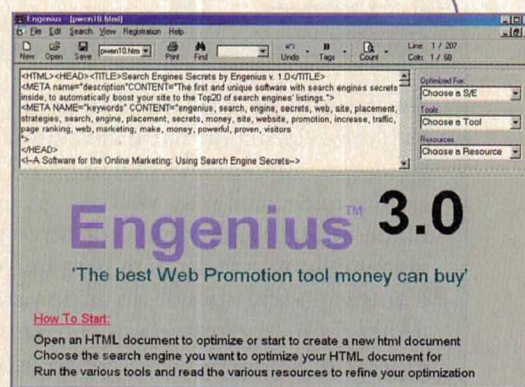 Engenius - [pwen10.html]
File Edit Search View Registration Help
New Open Save pwen10.htm Print Find Undo Tags Count Line: 1 / 207
Coln: 1 / 68
<HTML><HEAD><TITLE>Search Engines Secrets by Engenius v. 1.0</TITLE>
<META name="description"CONTENT="The first and unique software with search engines secrets
inside, to automatically boost your site to the Top20 of search engines' listings.">
<META NAME="keywords" CONTENT="engenius, search, engine, secrets, web, site, placement,
strategies, search, engine, placement, secrets, money, site, website, promotion, increase, traffic,
page ranking, web, marketing, make, money, powerful, proven, visitors
">
</HEAD>
<!--A Software for the Online Marketing: Using Search Engine Secrets-->
Optimized For:
Choose a S/E
Tools
Choose a Tool
Resources
Choose a Resource
Engenius™ 3.0
'The best Web Promotion tool money can buy'
How To Start:
Open an HTML document to optimize or start to create a new html document
Choose the search engine you want to optimize your HTML document for
Run the various tools and read the various resources to refine your optimization